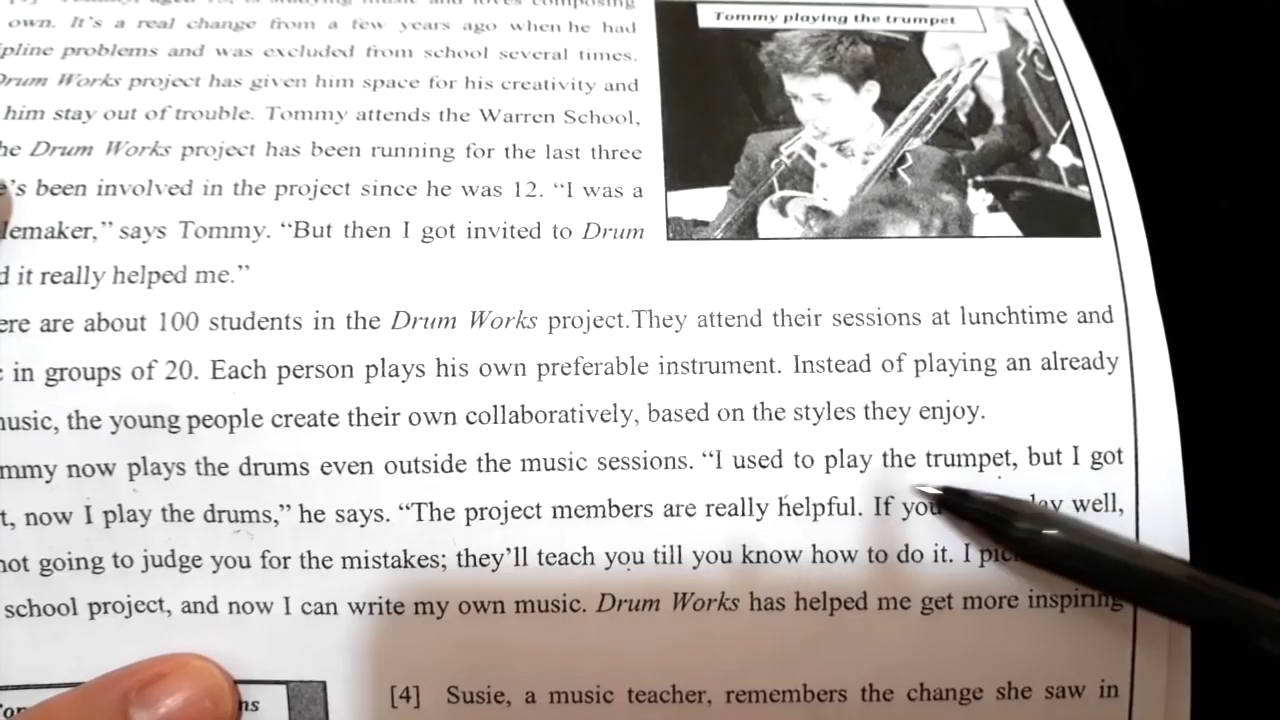 studying music and loves composing
own. It's a real change from a few years ago when he had
pline problems and was excluded from school several times.
Drum Works project has given him space for his creativity and
him stay out of trouble. Tommy attends the Warren School,
he Drum Works project has been running for the last three
e's been involved in the project since he was 12. “I was a
lemaker,” says Tommy. “But then I got invited to Drum
d it really helped me.”
Tommy playing the trumpet
ere are about 100 students in the Drum Works project.They attend their sessions at lunchtime and
in groups of 20. Each person plays his own preferable instrument. Instead of playing an already
usic, the young people create their own collaboratively, based on the styles they enjoy.
mmy now plays the drums even outside the music sessions. “I used to play the trumpet, but I got
t, now I play the drums,” he says. “The project members are really helpful. If you well,
not going to judge you for the mistakes; they'll teach you till you know how to do it. I
school project, and now I can write my own music. Drum Works has helped me get more inspiring
[4] Susie, a music teacher, remembers the change she saw in